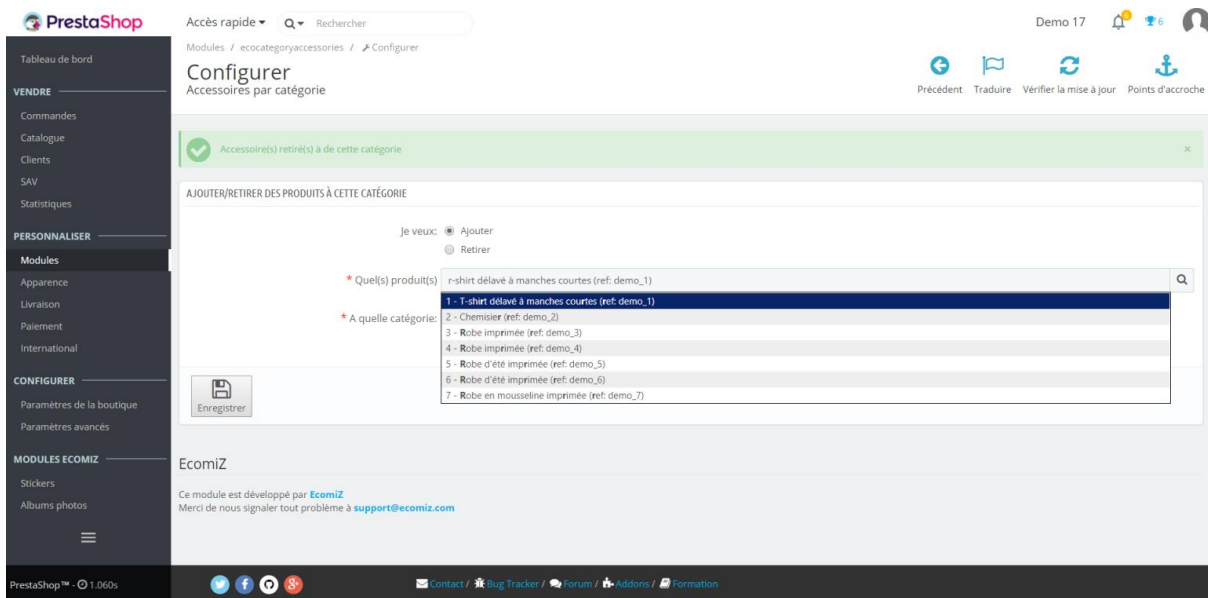 PrestaShop
Accès rapide
Rechercher
Demo 17
6
6
Modules / ecocategoryaccessories / Configurer
Configurer
Accessoires par catégorie
Précédent
Traduire
Vérifier la mise à jour
Points d'accroche
Tableau de bord
VENDRE
Commandes
Catalogue
Clients
SAV
Statistiques
PERSONNALISER
Modules
Apparence
Livraison
Paiement
International
CONFIGURER
Paramètres de la boutique
Paramètres avancés
MODULES ECOMIZ
Stickers
Albums photos
PrestaShop™ - 1.060s
Accessoire(s) retiré(s) à de cette catégorie
×
AJOUTER/RETIRER DES PRODUITS À CETTE CATÉGORIE
Je veux:
Ajouter
Retirer
* Quel(s) produit(s)
r-shirt délavé à manches courtes (ref: demo_1)
* A quelle catégorie:
1 - T-shirt délavé à manches courtes (ref: demo_1)
2 - Chemisier (ref: demo_2)
3 - Robe imprimée (ref: demo_3)
4 - Robe imprimée (ref: demo_4)
5 - Robe d'été imprimée (ref: demo_5)
6 - Robe d'été imprimée (ref: demo_6)
7 - Robe en mousseline imprimée (ref: demo_7)
Enregistrer
EcomiZ
Ce module est développé par EcomiZ
Merci de nous signaler tout problème à support@ecomiz.com
Contact / Bug Tracker / Forum / Addons / Formation